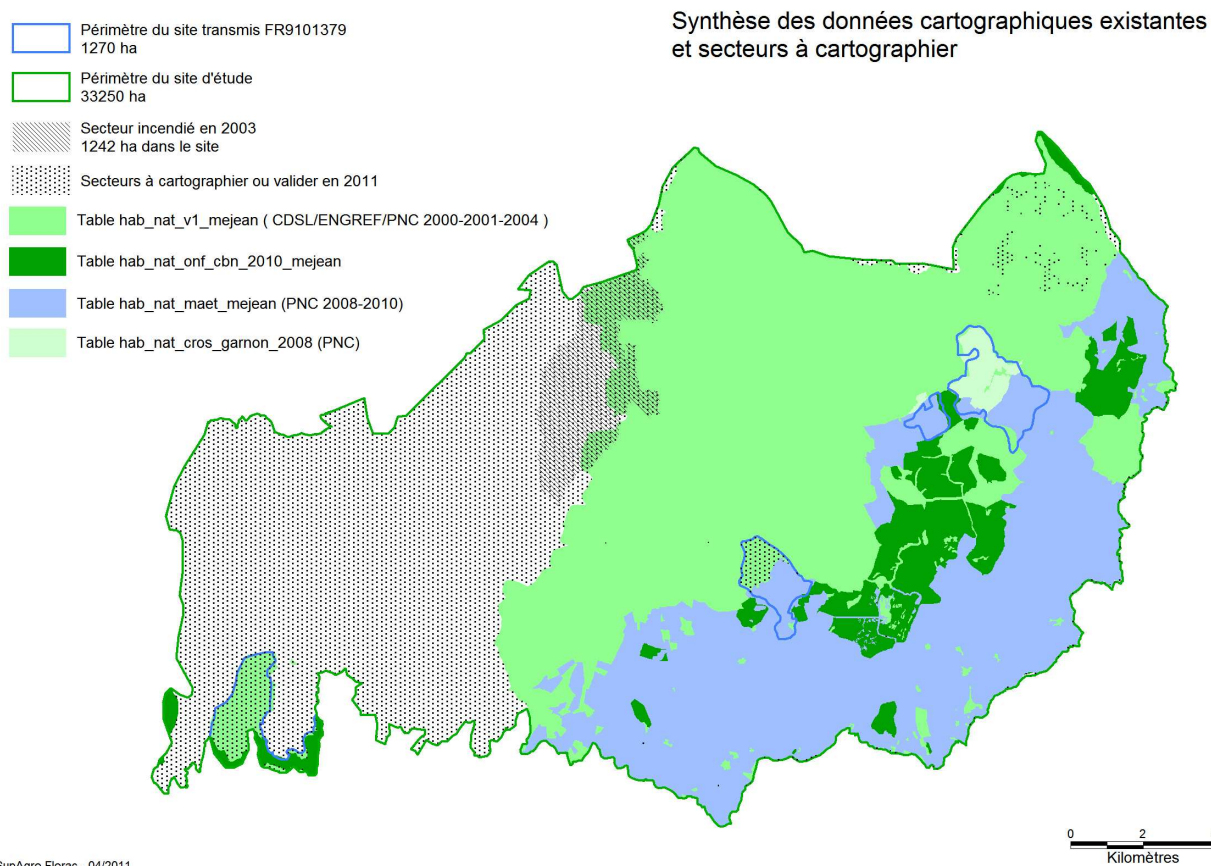 Synthèse des données cartographiques existantes
et secteurs à cartographier
Périmètre du site transmis FR9101379
1270 ha
Périmètre du site d'étude
33250 ha
Secteur incendié en 2003
1242 ha dans le site
Secteurs à cartographier ou valider en 2011
Table hab_nat_v1_mejean ( CDSL/ENGREF/PNC 2000-2001-2004 )
Table hab_nat_onf_cbn_2010_mejean
Table hab_nat_maet_mejean (PNC 2008-2010)
Table hab_nat_cros_garnon_2008 (PNC)
0 2
Kilomètres
SupAgro Florac 04/2011